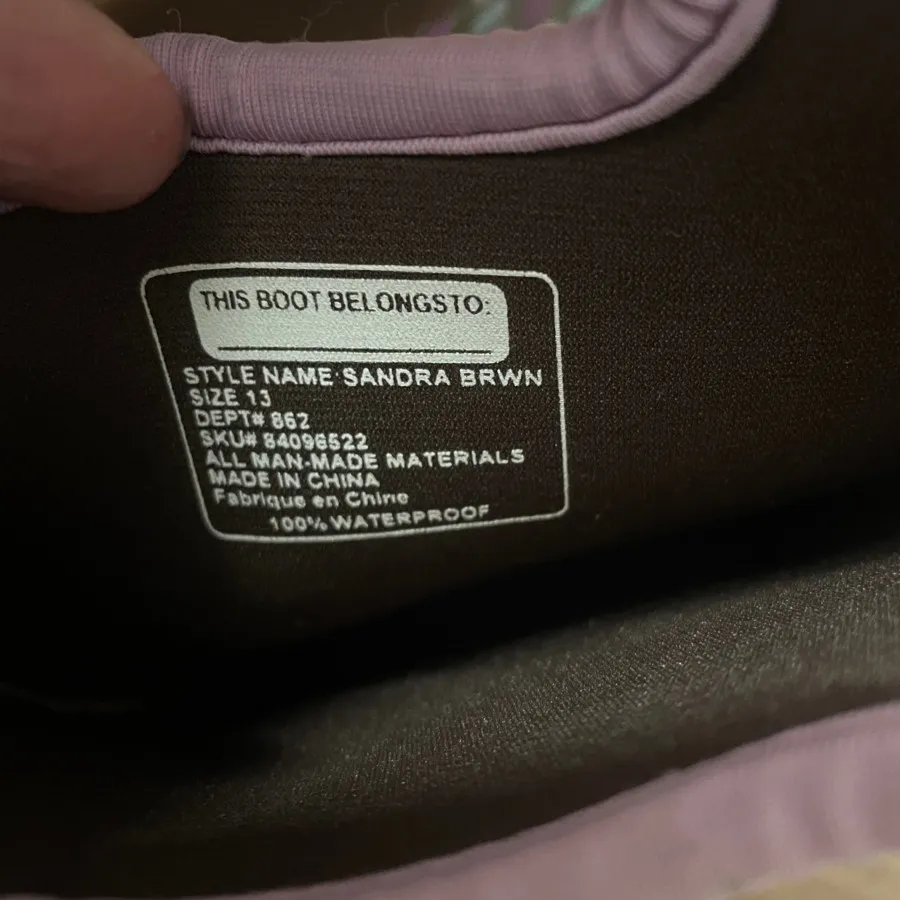 THIS BOOT BELONGSTO:
STYLE NAME:SANDRA BRWN
SIZE 13
DEPT# 862
SKU# 84096522
ALL MAN-MADE MATERIALS
MADE IN CHINA
Fabrique en Chine
100% WATERPROOF